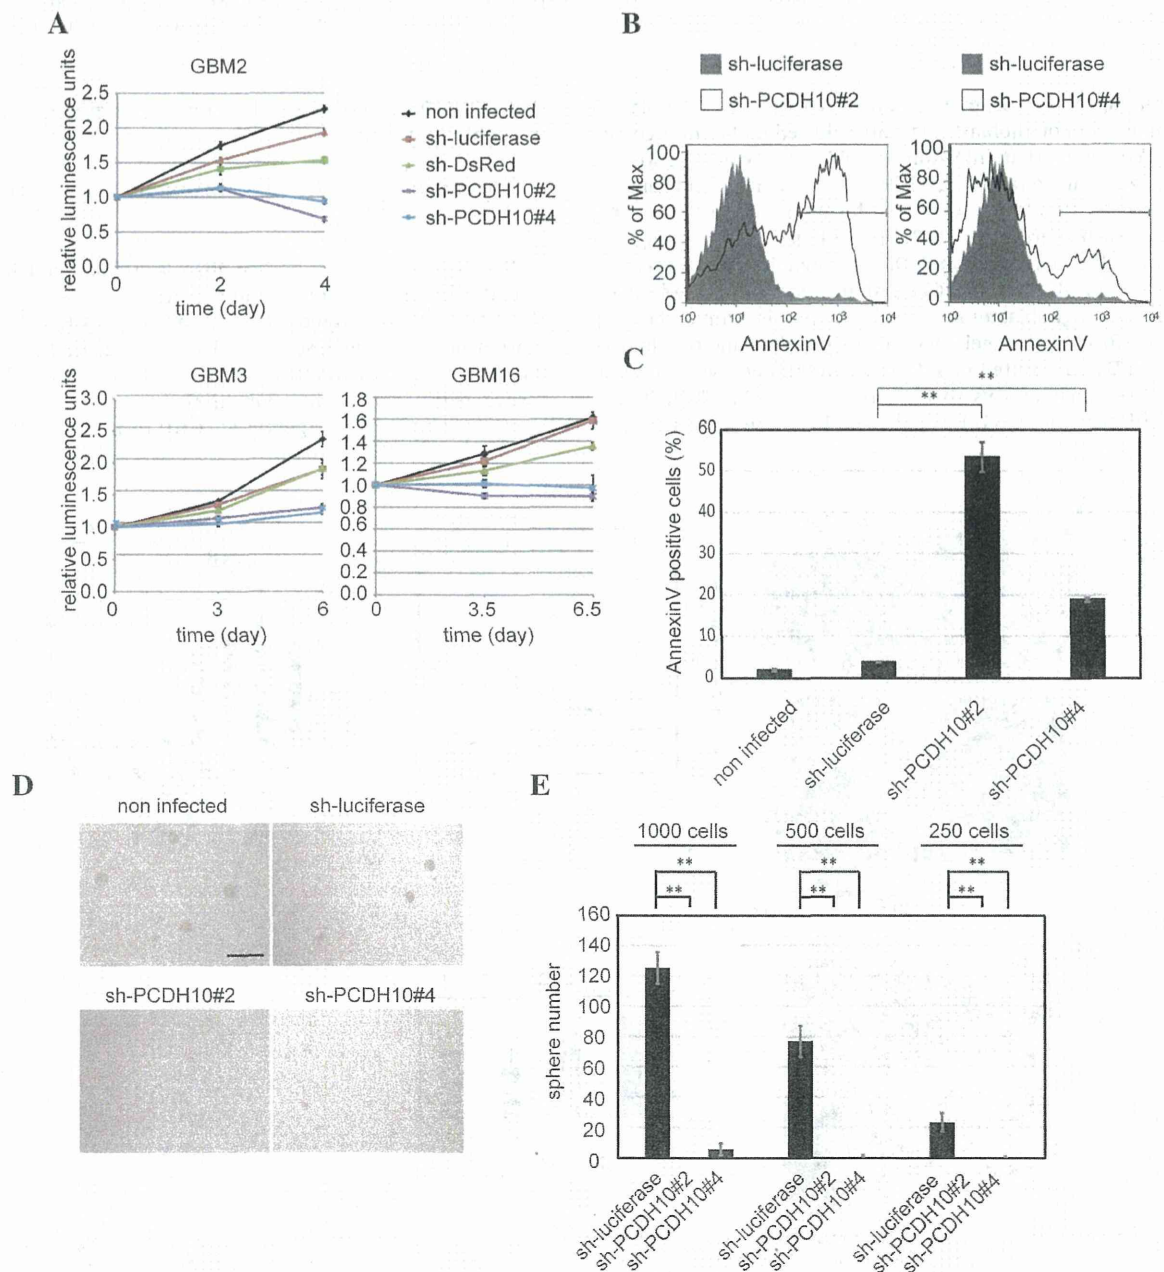 A
GBM2
relative luminescence units
2.5
2.0
1.5
1.0
0.5
0.0
0 2 4
time (day)
non infected
sh-luciferase
sh-DsRed
sh-PCDH10#2
sh-PCDH10#4
GBM3
relative luminescence units
3.0
2.5
2.0
1.5
1.0
0.5
0.0
0 3 6
time (day)
GBM16
1.8
1.6
1.4
1.2
1.0
0.8
0.6
0.4
0.2
0.0
0 3.5 6.5
time (day)
B
sh-luciferase
sh-PCDH10#2
% of Max
100
80
60
40
20
0
10⁰ 10¹ 10² 10³ 10⁴
AnnexinV
sh-luciferase
sh-PCDH10#4
% of Max
100
80
60
40
20
0
10⁰ 10¹ 10² 10³ 10⁴
AnnexinV
C
**
**
AnnexinV positive cells (%)
60
50
40
30
20
10
0
non infected
sh-luciferase
sh-PCDH10#2
sh-PCDH10#4
D
non infected
sh-luciferase
sh-PCDH10#2
sh-PCDH10#4
E
1000 cells
500 cells
250 cells
** ** **
** ** **
sphere number
160
140
120
100
80
60
40
20
0
sh-luciferase
sh-PCDH10#2
sh-PCDH10#4
sh-luciferase
sh-PCDH10#2
sh-PCDH10#4
sh-luciferase
sh-PCDH10#2
sh-PCDH10#4